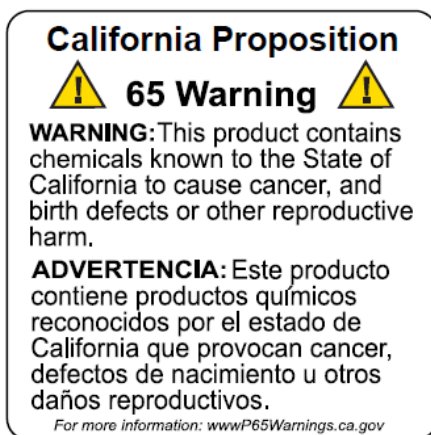 California Proposition
65 Warning
WARNING: This product contains
chemicals known to the State of
California to cause cancer, and
birth defects or other reproductive
harm.
ADVERTENCIA: Este producto
contiene productos químicos
reconocidos por el estado de
California que provocan cancer,
defectos de nacimiento u otros
daños reproductivos.
For more information: wwwP65Warnings.ca.gov